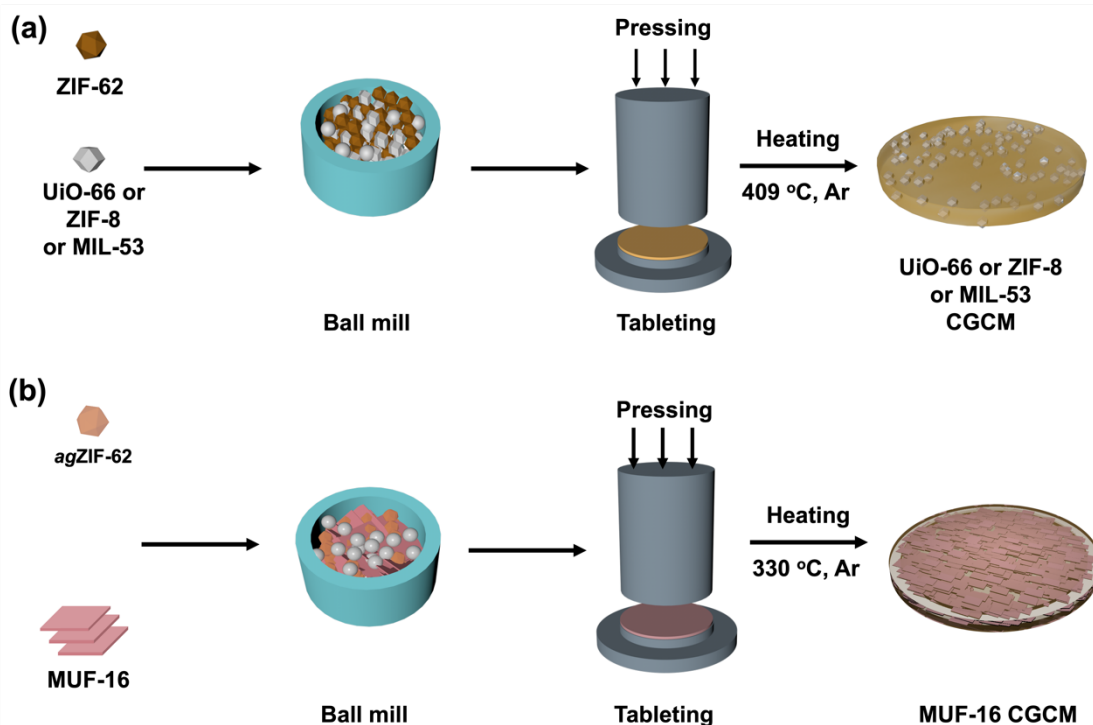 (a)
ZIF-62
UiO-66 or
ZIF-8
or MIL-53
Ball mill
Pressing
Tableting
Heating
409 °C, Ar
UiO-66 or ZIF-8
or MIL-53
CGCM
(b)
agZIF-62
MUF-16
Ball mill
Pressing
Tableting
Heating
330 °C, Ar
MUF-16 CGCM